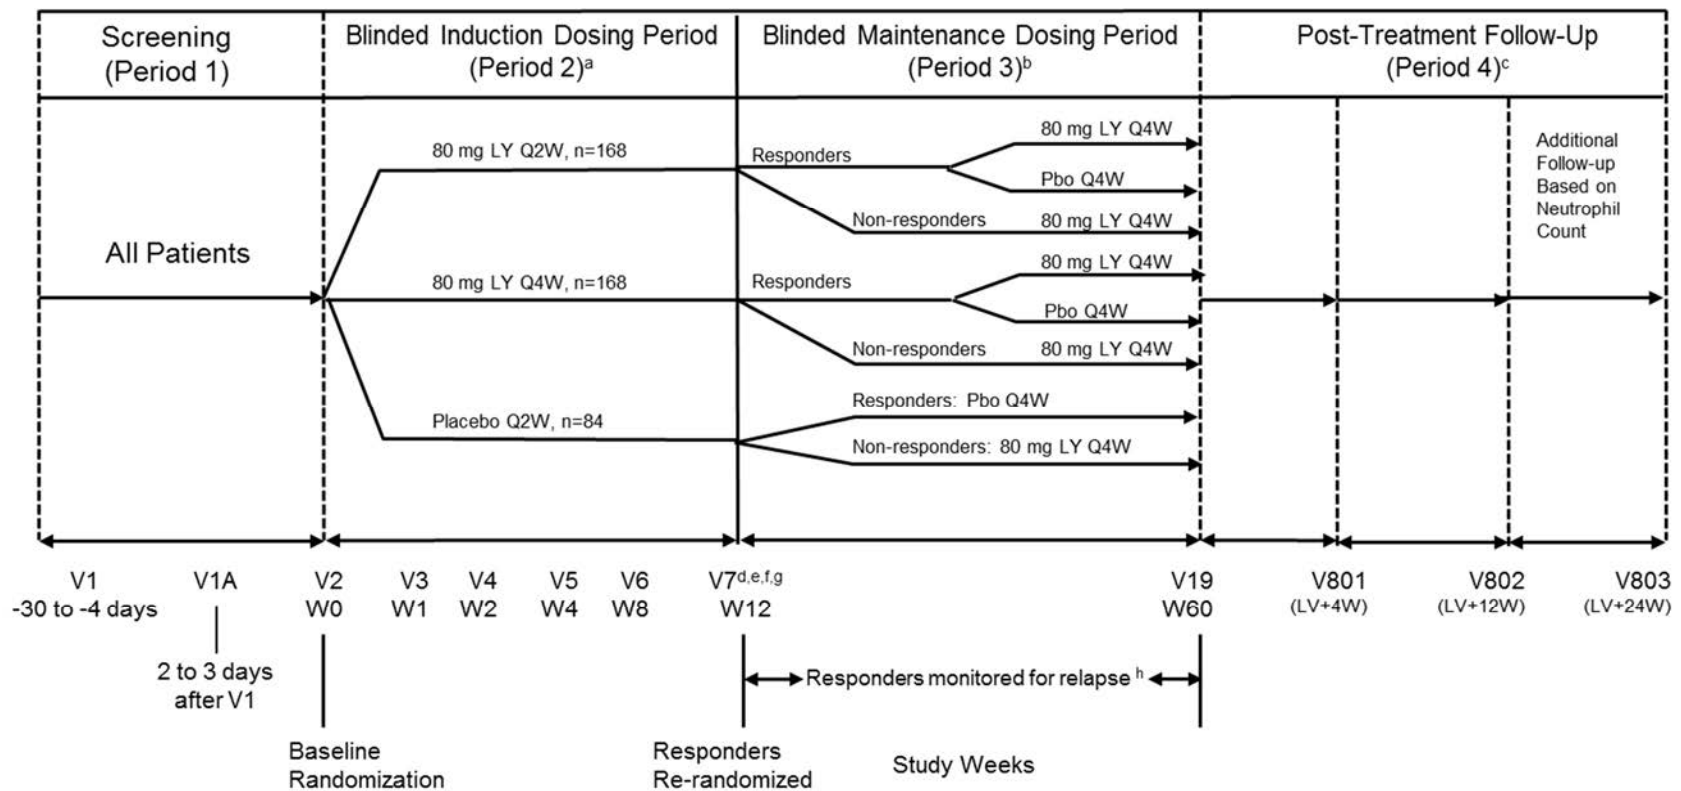 Screening
(Period 1)
Blinded Induction Dosing Period
(Period 2)a
Blinded Maintenance Dosing Period
(Period 3)b
Post-Treatment Follow-Up
(Period 4)c
All Patients
80 mg LY Q2W, n=168
80 mg LY Q4W, n=168
Placebo Q2W, n=84
Responders
80 mg LY Q4W
Pbo Q4W
Non-responders
80 mg LY Q4W
Responders
80 mg LY Q4W
Pbo Q4W
Non-responders
80 mg LY Q4W
Responders: Pbo Q4W
Non-responders: 80 mg LY Q4W
Additional
Follow-up
Based on
Neutrophil
Count
V1
-30 to -4 days
V1A
2 to 3 days
after V1
V2
W0
V3
W1
V4
W2
V5
W4
V6
W8
V7d,e,f,g
W12
V19
W60
V801
(LV+4W)
V802
(LV+12W)
V803
(LV+24W)
Responders monitored for relapse h
Baseline
Randomization
Responders
Re-randomized
Study Weeks